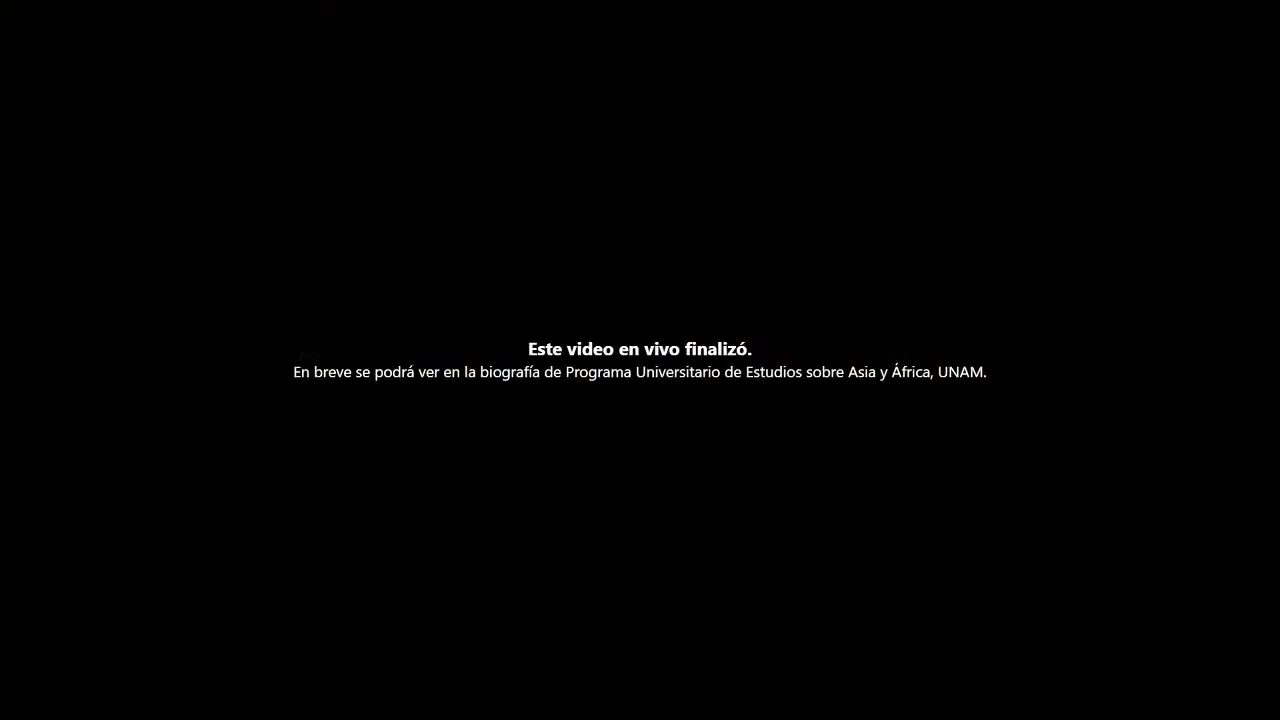 Este video en vivo finalizó.
En breve se podrá ver en la biografía de Programa Universitario de Estudios sobre Asia y África, UNAM.